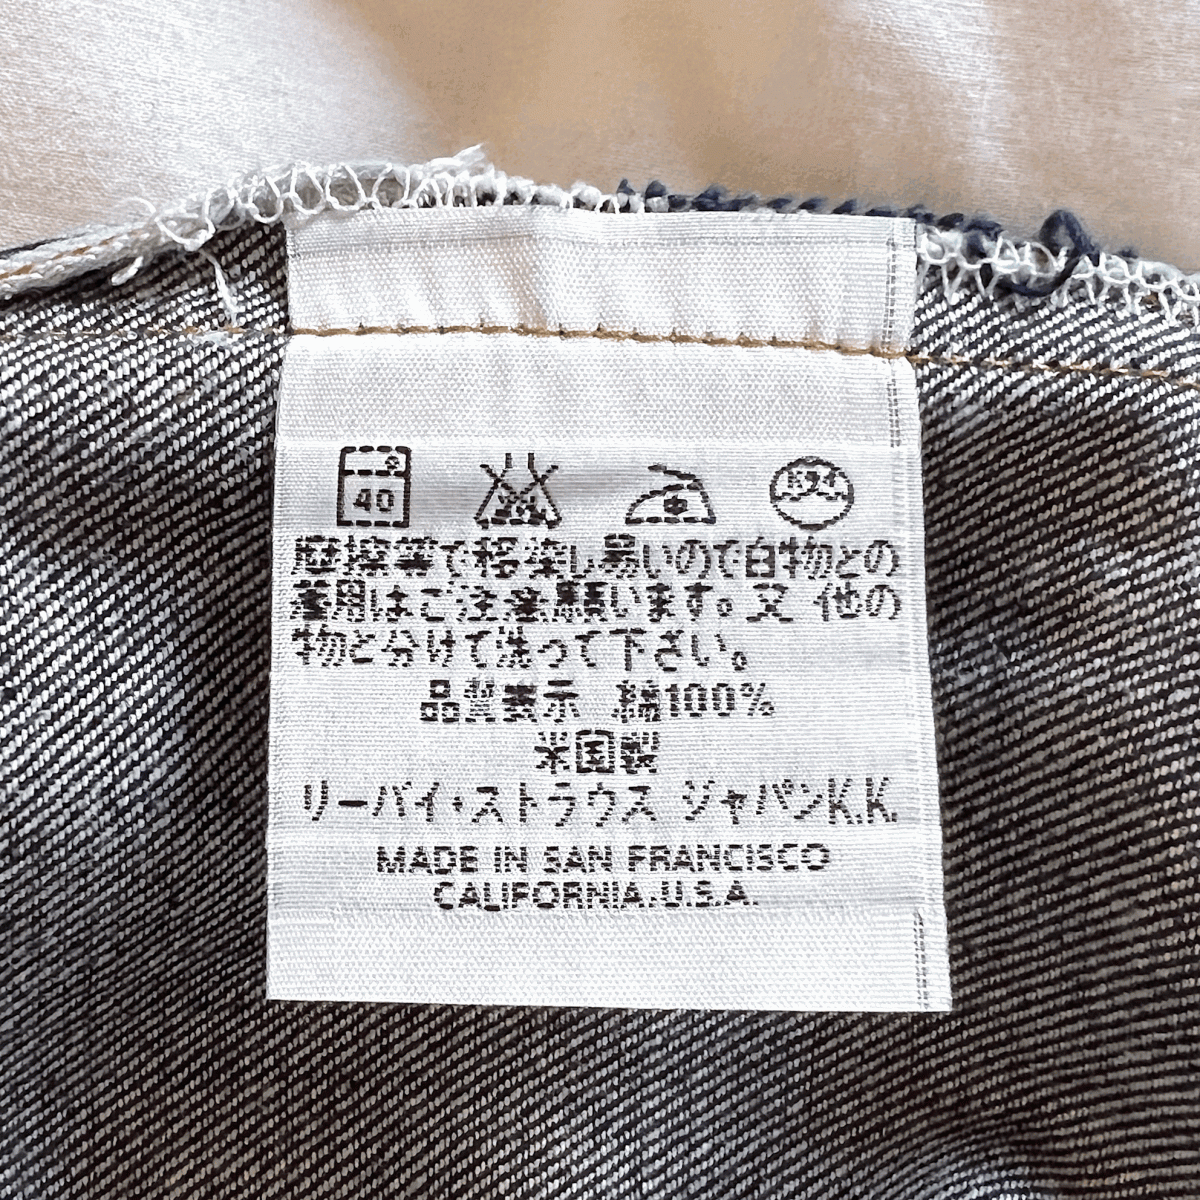 40
摩擦等で移染し易いので白物との
着用はご注意願います。又 他の
物と分けて洗って下さい。
品質表示 綿100%
米国製
リーバイ・ストラウス ジャパンK.K.
MADE IN SAN FRANCISCO
CALIFORNIA.U.S.A.